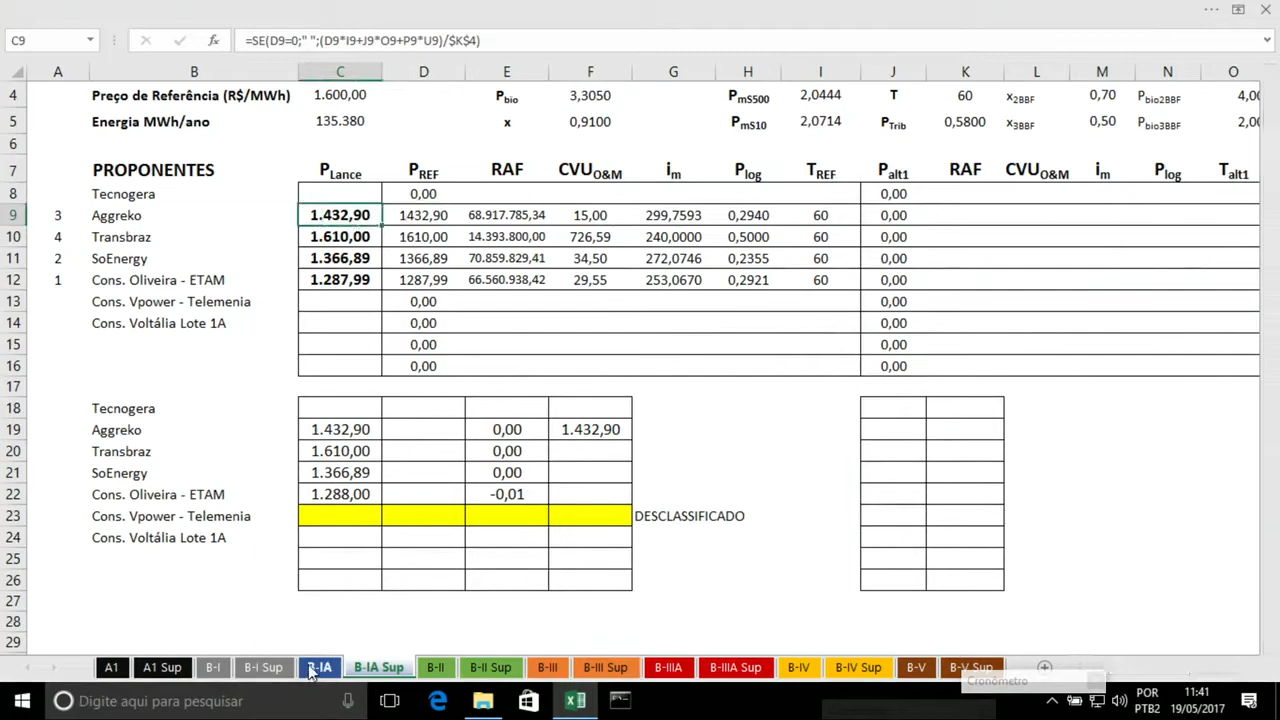 C9 fx =SE(D9=0;" ";(D9*I9+J9*O9+P9*U9)/$K$4)
A B C D E F G H I J K L M N O
4 Preço de Referência (R$/MWh) 1.600,00 Pbio 3,3050 PmS500 2,0444 T 60 x2BBF 0,70 Pbio2BBF 4,00
5 Energia MWh/ano 135.380 x 0,9100 PmS10 2,0714 PTrib 0,5800 x3BBF 0,50 Pbio3BBF 2,00
6
7 PROPONENTES PLance PREF RAF CVUO&M im Plog TREF Palt1 RAF CVUO&M im Plog Talt1
8 Tecnogera 0,00 0,00
9 3 Aggreko 1.432,90 1432,90 68.917.785,34 15,00 299,7593 0,2940 60 0,00
10 4 Transbraz 1.610,00 1610,00 14.393.800,00 726,59 240,0000 0,5000 60 0,00
11 2 SoEnergy 1.366,89 1366,89 70.859.829,41 34,50 272,0746 0,2355 60 0,00
12 1 Cons. Oliveira - ETAM 1.287,99 1287,99 66.560.938,42 29,55 253,0670 0,2921 60 0,00
13 Cons. Vpower - Telemenia 0,00 0,00
14 Cons. Voltália Lote 1A 0,00 0,00
15 0,00 0,00
16 0,00 0,00
17
18 Tecnogera
19 Aggreko 1.432,90 0,00 1.432,90
20 Transbraz 1.610,00 0,00
21 SoEnergy 1.366,89 0,00
22 Cons. Oliveira - ETAM 1.288,00 -0,01
23 Cons. Vpower - Telemenia DESCLASSIFICADO
24 Cons. Voltália Lote 1A
25
26
27
28
29
A1 A1 Sup B-I B-I Sup B-IA B-IA Sup B-II B-II Sup B-III B-III Sup B-IIIA B-IIIA Sup B-IV B-IV Sup B-V B-V Sup
Cronômetro
Digite aqui para pesquisar POR 11:41
PTB2 19/05/2017